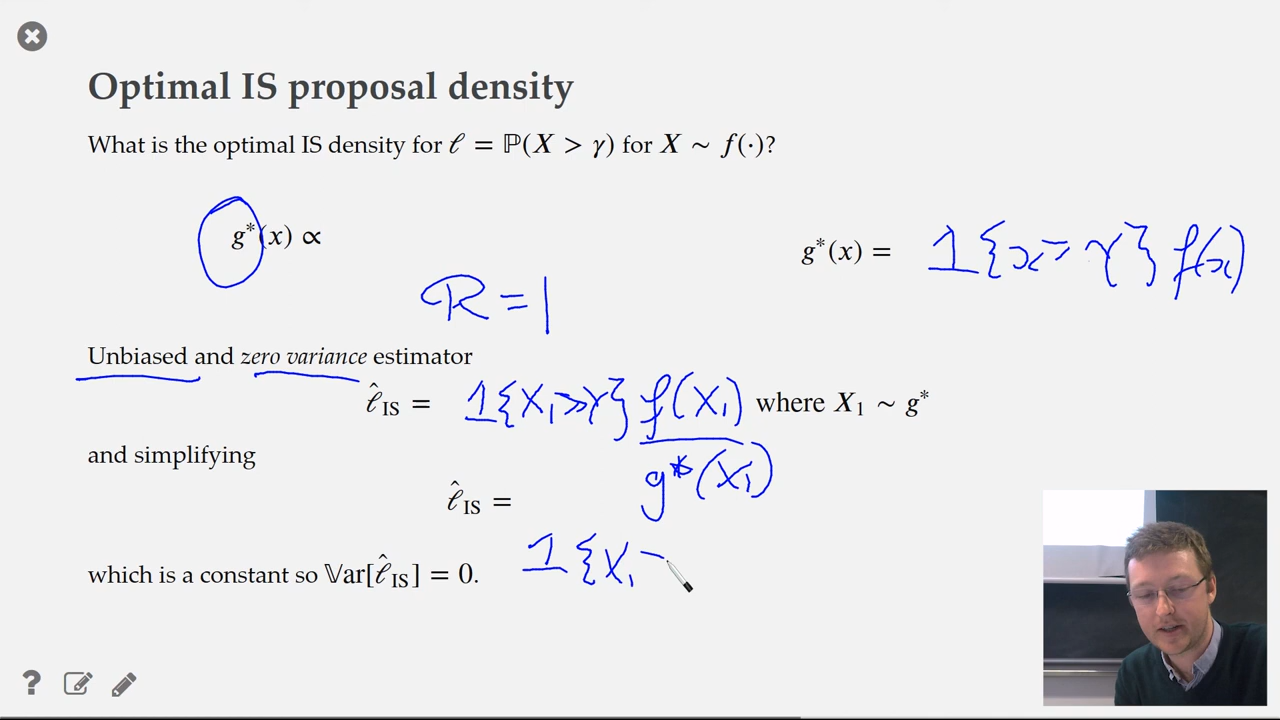 Optimal IS proposal density
What is the optimal IS density for ℓ = ℙ(X > γ) for X ∼ f(·)?
g*(x) ∝
g*(x) = 1{x > γ} f(x)
R = 1
Unbiased and zero variance estimator
ℓ̂_IS = 1{X₁ > γ} f(X₁) / g*(X₁) where X₁ ∼ g*
and simplifying
ℓ̂_IS =
1{X₁
which is a constant so 𝕍ar[ℓ̂_IS] = 0.
?